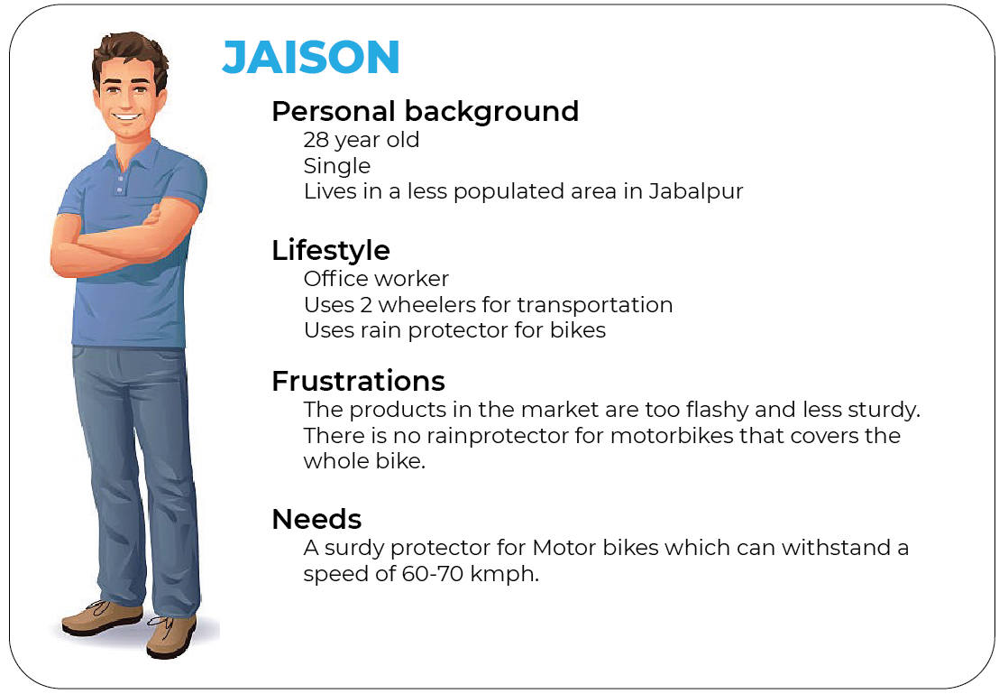 JAISON
Personal background
28 year old
Single
Lives in a less populated area in Jabalpur
Lifestyle
Office worker
Uses 2 wheelers for transportation
Uses rain protector for bikes
Frustrations
The products in the market are too flashy and less sturdy.
There is no rainprotector for motorbikes that covers the
whole bike.
Needs
A surdy protector for Motor bikes which can withstand a
speed of 60-70 kmph.